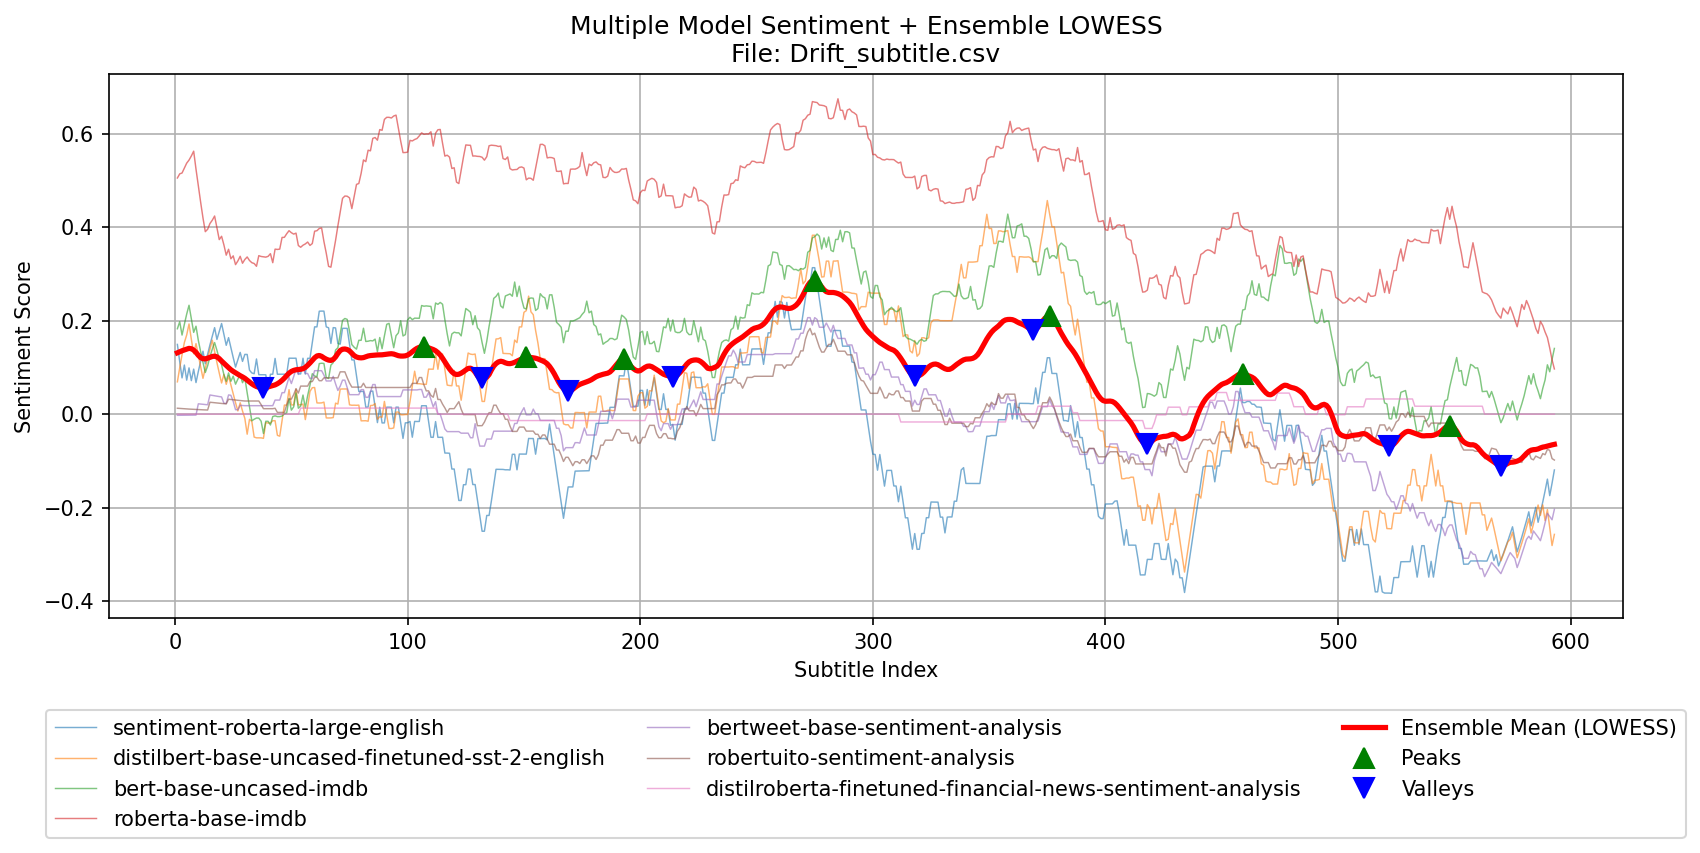 Multiple Model Sentiment + Ensemble LOWESS
File: Drift_subtitle.csv
Sentiment Score
0.6
0.4
0.2
0.0
−0.2
−0.4
0 100 200 300 400 500 600
Subtitle Index
sentiment-roberta-large-english
distilbert-base-uncased-finetuned-sst-2-english
bert-base-uncased-imdb
roberta-base-imdb
bertweet-base-sentiment-analysis
robertuito-sentiment-analysis
distilroberta-finetuned-financial-news-sentiment-analysis
Ensemble Mean (LOWESS)
Peaks
Valleys